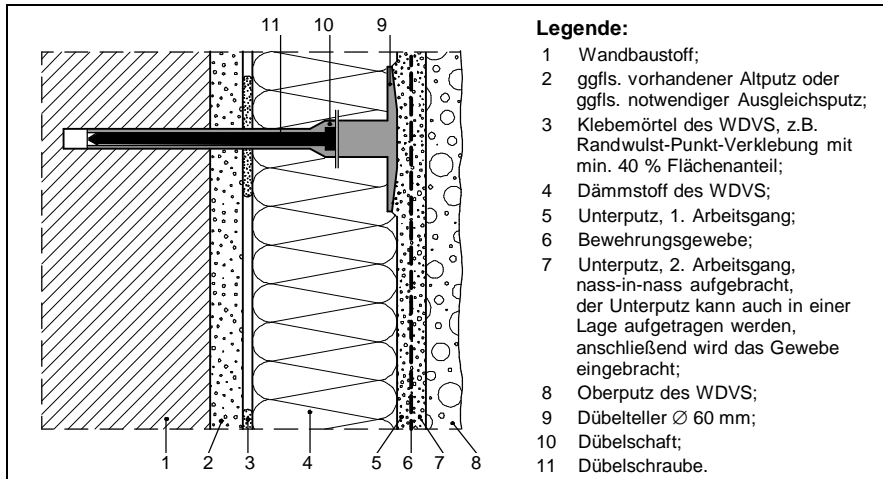 11 10 9
1 2 3 4 5 6 7 8
Legende:
1 Wandbaustoff;
2 ggfls. vorhandener Altputz oder
ggfls. notwendiger Ausgleichsputz;
3 Klebemörtel des WDVS, z.B.
Randwulst-Punkt-Verklebung mit
min. 40 % Flächenanteil;
4 Dämmstoff des WDVS;
5 Unterputz, 1. Arbeitsgang;
6 Bewehrungsgewebe;
7 Unterputz, 2. Arbeitsgang,
nass-in-nass aufgebracht,
der Unterputz kann auch in einer
Lage aufgetragen werden,
anschließend wird das Gewebe
eingebracht;
8 Oberputz des WDVS;
9 Dübelteller ∅ 60 mm;
10 Dübelschaft;
11 Dübelschraube.